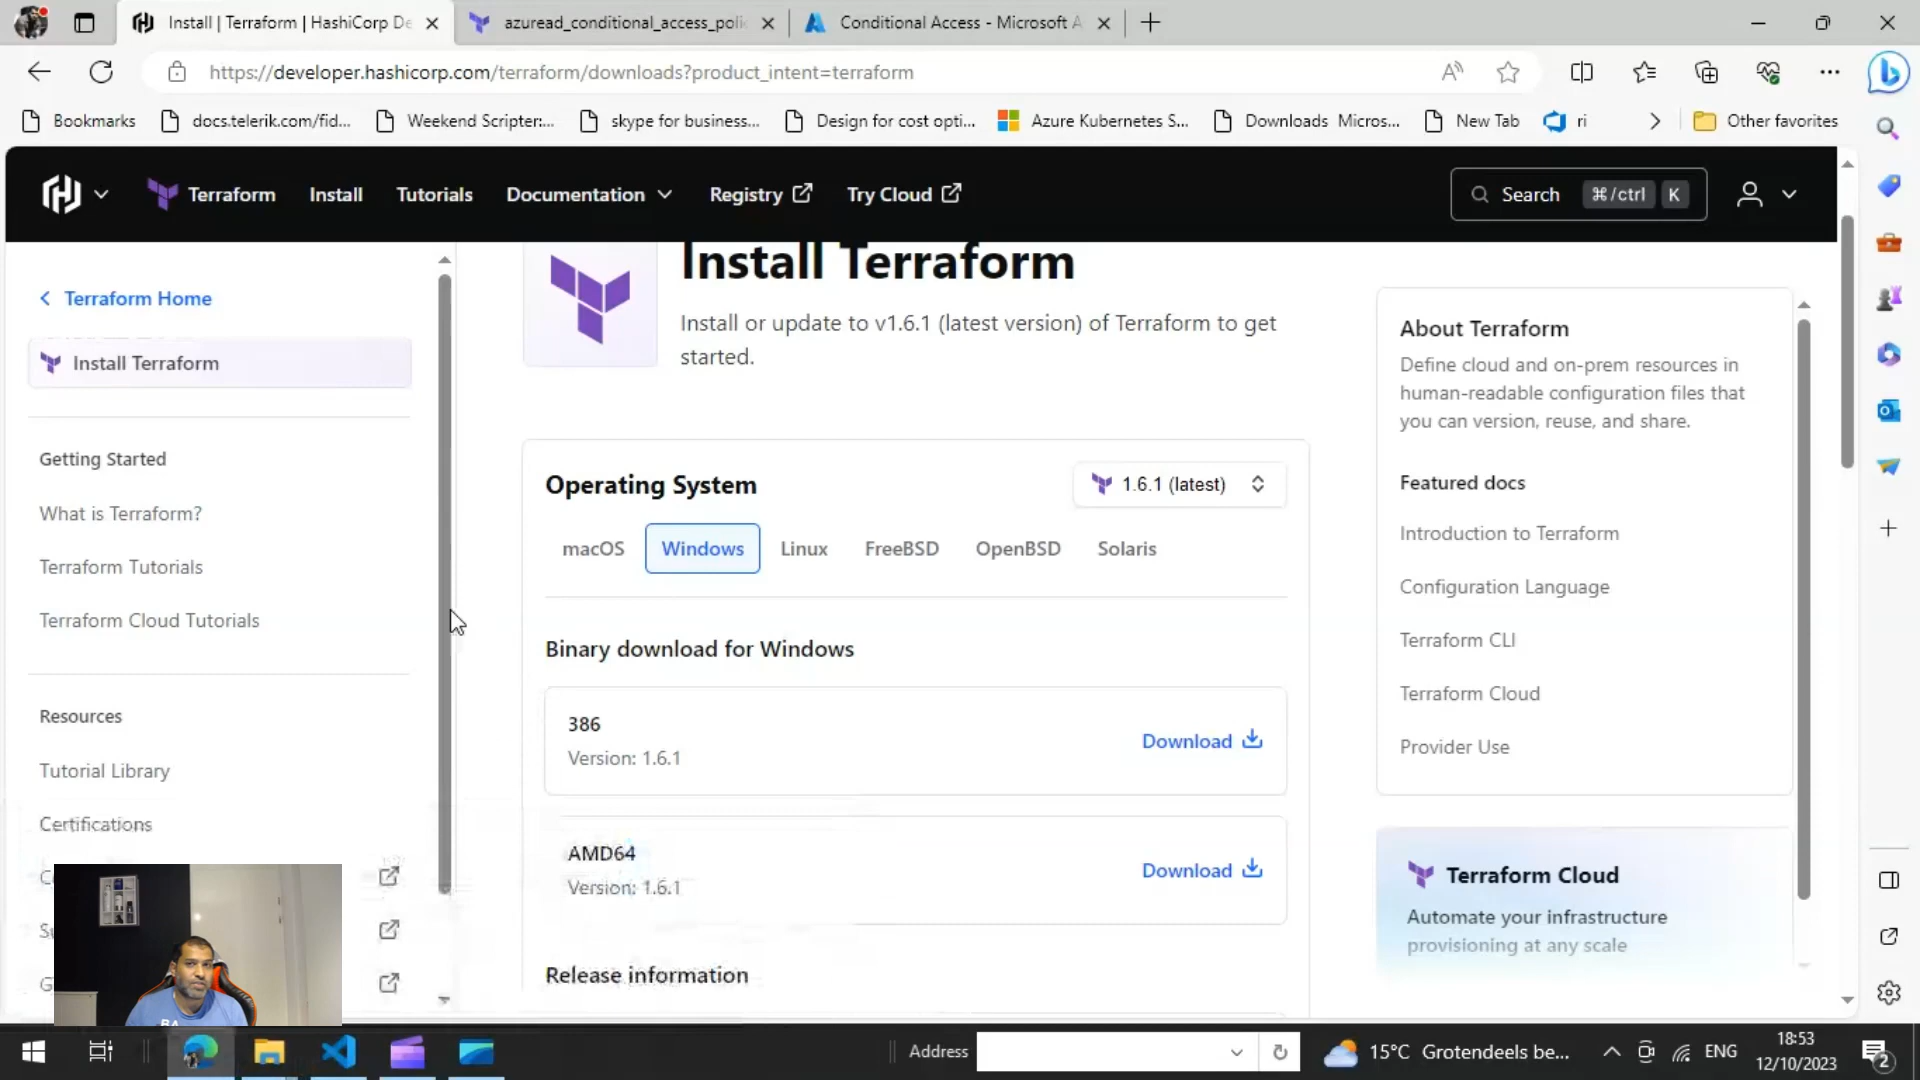 Install | Terraform | HashiCorp De
azuread_conditional_access_poli
Conditional Access - Microsoft A
https://developer.hashicorp.com/terraform/downloads?product_intent=terraform
Bookmarks
docs.telerik.com/fid...
Weekend Scripter:...
skype for business...
Design for cost opti...
Azure Kubernetes S...
Downloads Micros...
New Tab
ri
Other favorites
Terraform
Install
Tutorials
Documentation
Registry
Try Cloud
Search
⌘/ctrl
K
Terraform Home
Install Terraform
Getting Started
What is Terraform?
Terraform Tutorials
Terraform Cloud Tutorials
Resources
Tutorial Library
Certifications
Install Terraform
Install or update to v1.6.1 (latest version) of Terraform to get
started.
Operating System
1.6.1 (latest)
macOS
Windows
Linux
FreeBSD
OpenBSD
Solaris
Binary download for Windows
386
Version: 1.6.1
Download
AMD64
Version: 1.6.1
Download
Release information
About Terraform
Define cloud and on-prem resources in
human-readable configuration files that
you can version, reuse, and share.
Featured docs
Introduction to Terraform
Configuration Language
Terraform CLI
Terraform Cloud
Provider Use
Terraform Cloud
Automate your infrastructure
provisioning at any scale
Address
15°C Grotendeels be...
ENG
18:53
12/10/2023
2